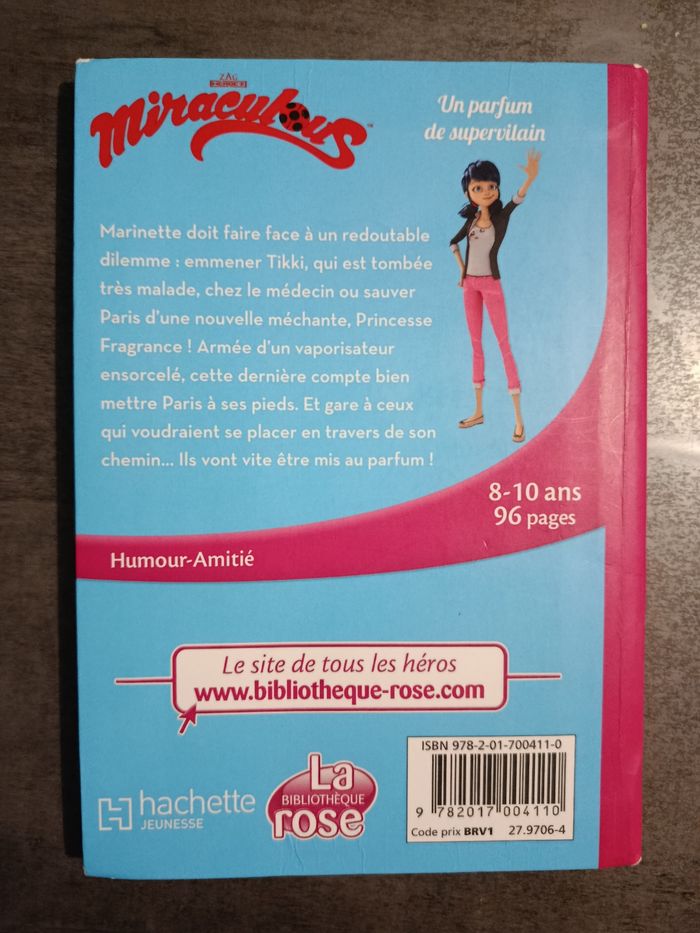 ZAG
HEROEZ
Miraculous™
Un parfum
de supervilain
Marinette doit faire face à un redoutable
dilemme : emmener Tikki, qui est tombée
très malade, chez le médecin ou sauver
Paris d'une nouvelle méchante, Princesse
Fragrance ! Armée d'un vaporisateur
ensorcelé, cette dernière compte bien
mettre Paris à ses pieds. Et gare à ceux
qui voudraient se placer en travers de son
chemin... Ils vont vite être mis au parfum !
8-10 ans
96 pages
Humour-Amitié
Le site de tous les héros
www.bibliotheque-rose.com
hachette
JEUNESSE
La
BIBLIOTHÈQUE
rose
ISBN 978-2-01-700411-0
9 782017 004110
Code prix BRV1 27.9706-4